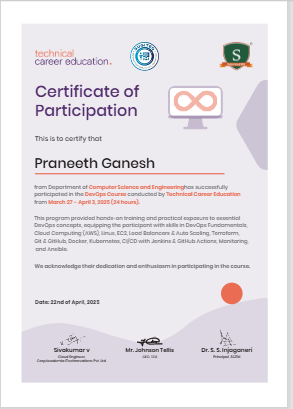 technical
career education.
S
Certificate of
Participation
This is to certify that
Praneeth Ganesh
from Department of Computer Science and Engineering has successfully
participated in the DevOps Course conducted by Technical Career Education
from March 27 - April 3, 2025 (24 hours).
This program provided hands-on training and practical exposure to essential
DevOps concepts, equipping the participant with skills in DevOps Fundamentals,
Cloud Computing (AWS), Linux, EC2, Load Balancers & Auto Scaling, Terraform,
Git & GitHub, Docker, Kubernetes, CI/CD with Jenkins & GitHub Actions, Monitoring,
and Ansible.
We acknowledge their dedication and enthusiasm in participating in the course.
Date: 22nd of April, 2025
Sivakumar v
Cloud Engineer
Mr. Johnson Tellis
Dr. S. S. Injaganeri
Principal,